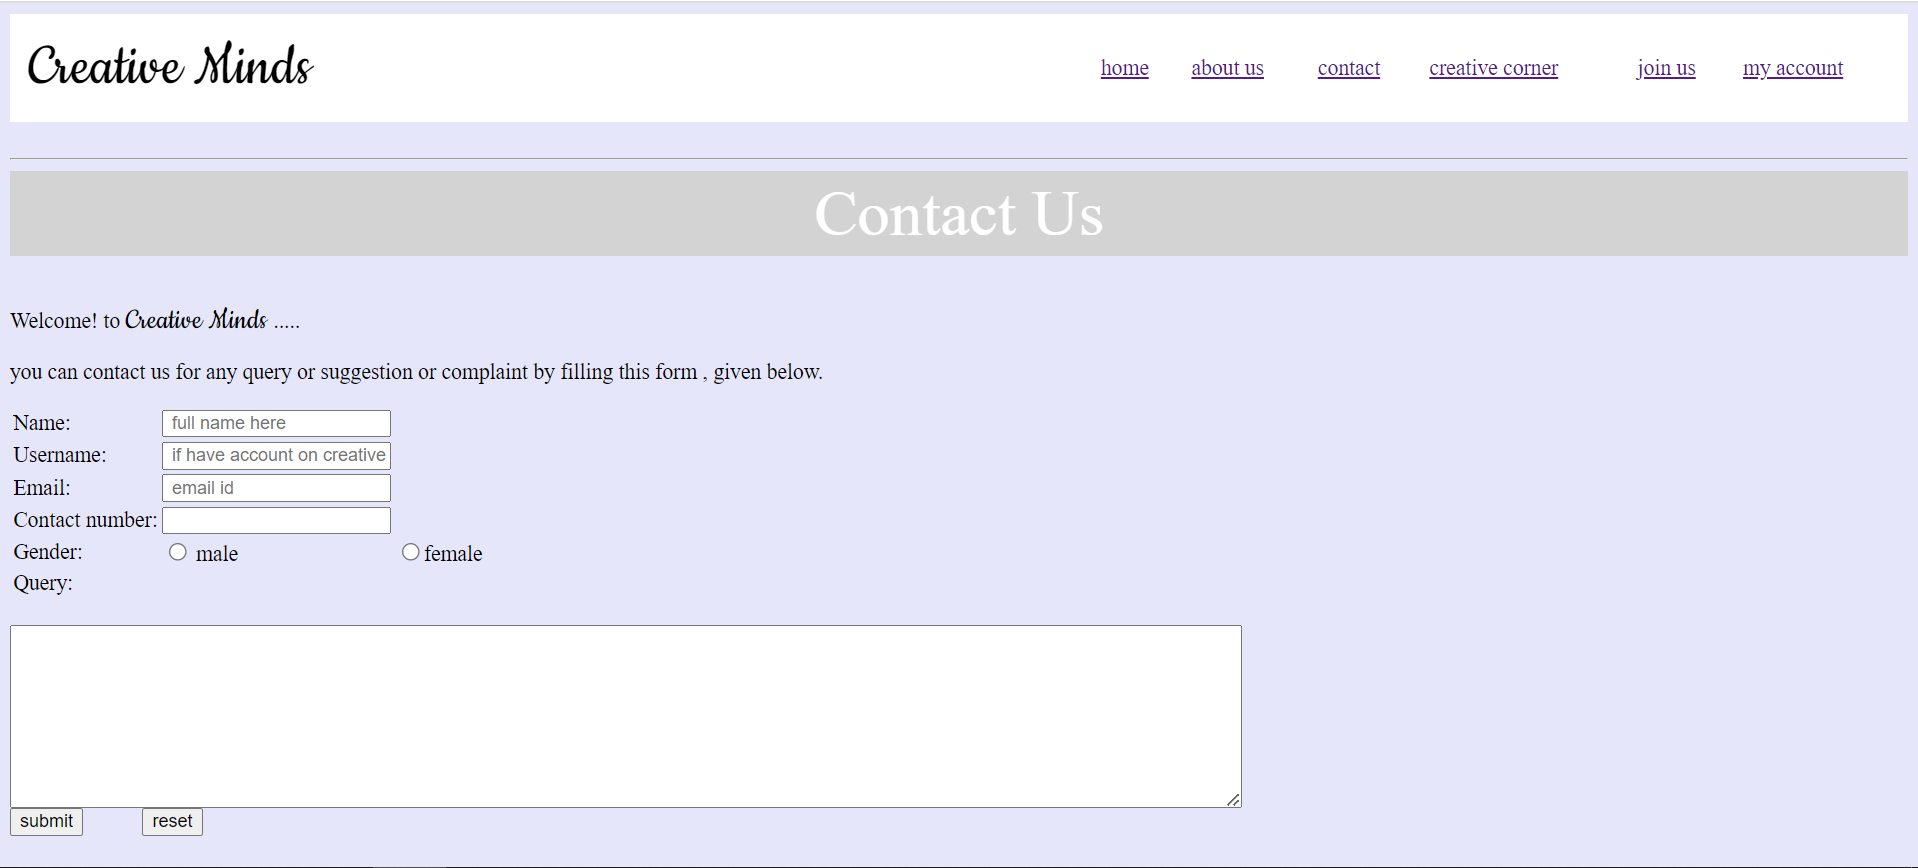 Creative Minds home about us contact creative corner join us my account
Contact Us
Welcome! to Creative Minds .....
you can contact us for any query or suggestion or complaint by filling this form , given below.
Name: full name here
Username: if have account on creative
Email: email id
Contact number:
Gender: male female
Query:
submit reset